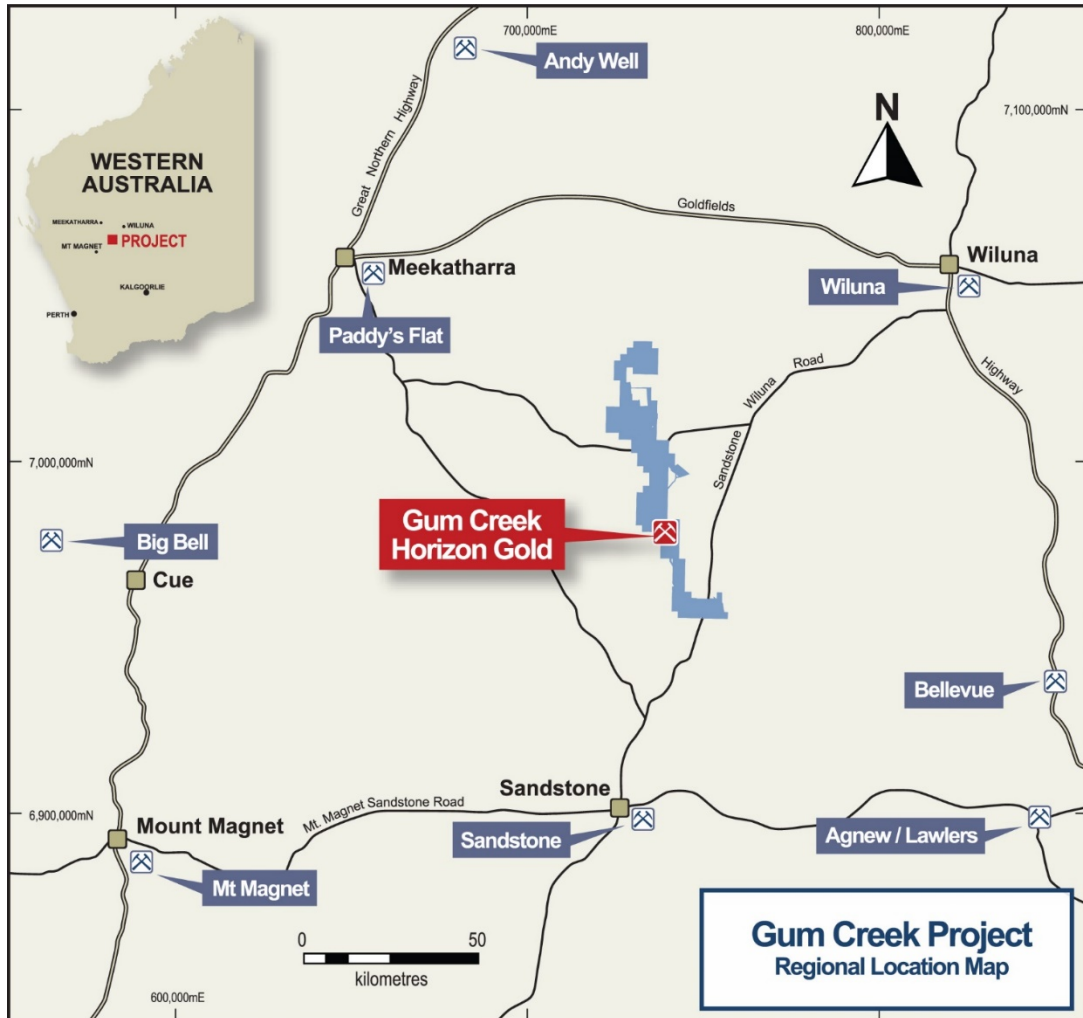 700,000mE
800,000mE
Andy Well
7,100,000mN
N
Great Northern Highway
WESTERN
AUSTRALIA
MEEKATHARRA
WILUNA
PROJECT
MT MAGNET
KALGOORLIE
PERTH
Goldfields
Meekatharra
Wiluna
Wiluna
Paddy's Flat
Sandstone Wiluna Road
Highway
7,000,000mN
Gum Creek
Horizon Gold
Big Bell
Cue
Bellevue
Sandstone
Mt. Magnet Sandstone Road
6,900,000mN
Mount Magnet
Sandstone
Agnew / Lawlers
Mt Magnet
0
50
kilometres
600,000mE
Gum Creek Project
Regional Location Map